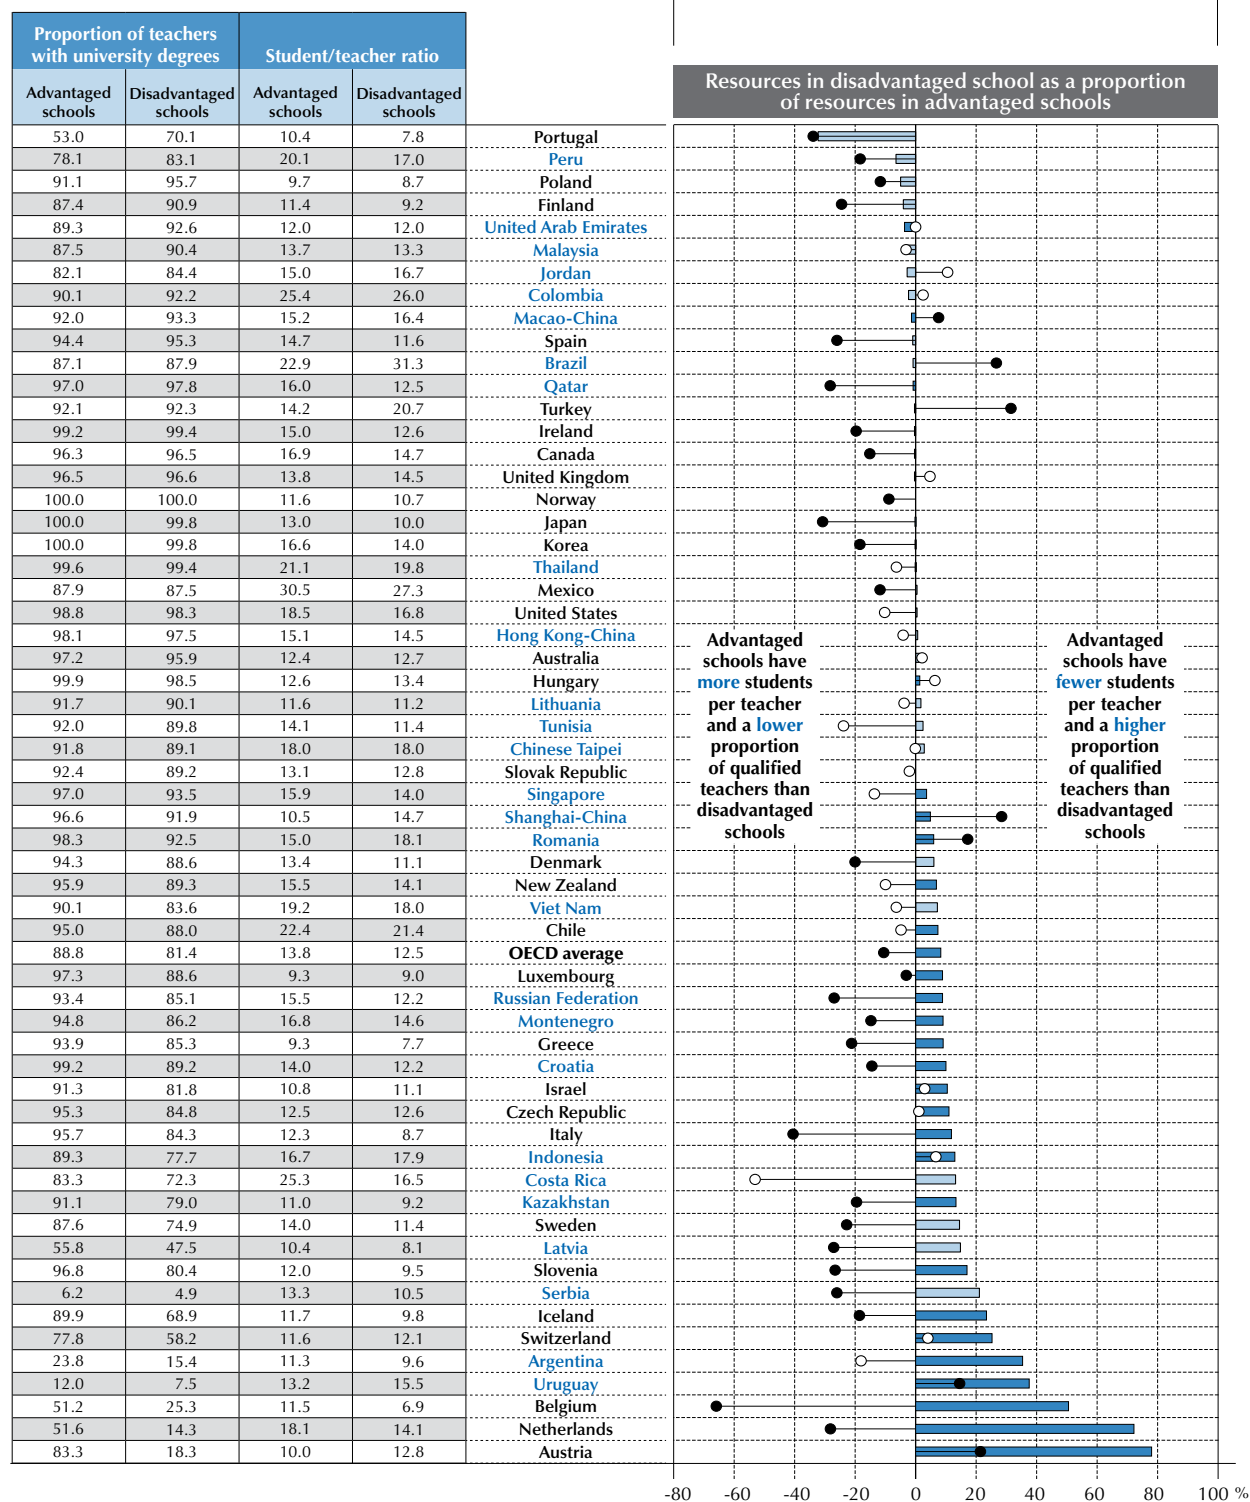 Proportion of teachers
with university degrees
Student/teacher ratio
Advantaged
schools
Disadvantaged
schools
Advantaged
schools
Disadvantaged
schools
Resources in disadvantaged school as a proportion
of resources in advantaged schools
53.0 70.1 10.4 7.8 Portugal
78.1 83.1 20.1 17.0 Peru
91.1 95.7 9.7 8.7 Poland
87.4 90.9 11.4 9.2 Finland
89.3 92.6 12.0 12.0 United Arab Emirates
87.5 90.4 13.7 13.3 Malaysia
82.1 84.4 15.0 16.7 Jordan
90.1 92.2 25.4 26.0 Colombia
92.0 93.3 15.2 16.4 Macao-China
94.4 95.3 14.7 11.6 Spain
87.1 87.9 22.9 31.3 Brazil
97.0 97.8 16.0 12.5 Qatar
92.1 92.3 14.2 20.7 Turkey
99.2 99.4 15.0 12.6 Ireland
96.3 96.5 16.9 14.7 Canada
96.5 96.6 13.8 14.5 United Kingdom
100.0 100.0 11.6 10.7 Norway
100.0 99.8 13.0 10.0 Japan
100.0 99.8 16.6 14.0 Korea
99.6 99.4 21.1 19.8 Thailand
87.9 87.5 30.5 27.3 Mexico
98.8 98.3 18.5 16.8 United States
98.1 97.5 15.1 14.5 Hong Kong-China
97.2 95.9 12.4 12.7 Australia
99.9 98.5 12.6 13.4 Hungary
91.7 90.1 11.6 11.2 Lithuania
92.0 89.8 14.1 11.4 Tunisia
91.8 89.1 18.0 18.0 Chinese Taipei
92.4 89.2 13.1 12.8 Slovak Republic
97.0 93.5 15.9 14.0 Singapore
96.6 91.9 10.5 14.7 Shanghai-China
98.3 92.5 15.0 18.1 Romania
94.3 88.6 13.4 11.1 Denmark
95.9 89.3 15.5 14.1 New Zealand
90.1 83.6 19.2 18.0 Viet Nam
95.0 88.0 22.4 21.4 Chile
88.8 81.4 13.8 12.5 OECD average
97.3 88.6 9.3 9.0 Luxembourg
93.4 85.1 15.5 12.2 Russian Federation
94.8 86.2 16.8 14.6 Montenegro
93.9 85.3 9.3 7.7 Greece
99.2 89.2 14.0 12.2 Croatia
91.3 81.8 10.8 11.1 Israel
95.3 84.8 12.5 12.6 Czech Republic
95.7 84.3 12.3 8.7 Italy
89.3 77.7 16.7 17.9 Indonesia
83.3 72.3 25.3 16.5 Costa Rica
91.1 79.0 11.0 9.2 Kazakhstan
87.6 74.9 14.0 11.4 Sweden
55.8 47.5 10.4 8.1 Latvia
96.8 80.4 12.0 9.5 Slovenia
6.2 4.9 13.3 10.5 Serbia
89.9 68.9 11.7 9.8 Iceland
77.8 58.2 11.6 12.1 Switzerland
23.8 15.4 11.3 9.6 Argentina
12.0 7.5 13.2 15.5 Uruguay
51.2 25.3 11.5 6.9 Belgium
51.6 14.3 18.1 14.1 Netherlands
83.3 18.3 10.0 12.8 Austria
Advantaged
schools have
more students
per teacher
and a lower
proportion
of qualified
teachers than
disadvantaged
schools
Advantaged
schools have
fewer students
per teacher
and a higher
proportion
of qualified
teachers than
disadvantaged
schools
-80 -60 -40 -20 0 20 40 60 80 100 %